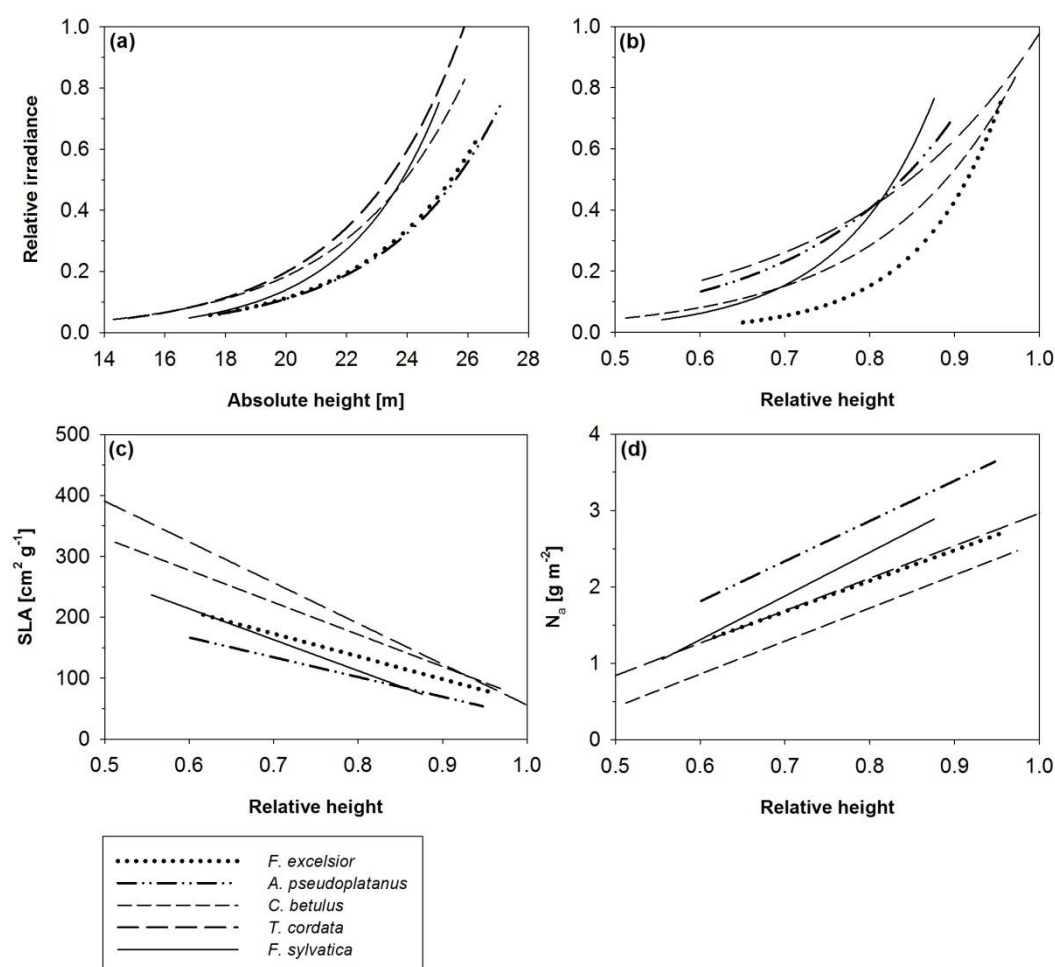 (a)
Relative irradiance
1.0
0.8
0.6
0.4
0.2
0.0
14 16 18 20 22 24 26 28
Absolute height [m]
(b)
1.0
0.8
0.6
0.4
0.2
0.0
0.5 0.6 0.7 0.8 0.9 1.0
Relative height
(c)
SLA [cm² g⁻¹]
500
400
300
200
100
0
0.5 0.6 0.7 0.8 0.9 1.0
Relative height
(d)
Nₐ [g m⁻²]
4
3
2
1
0
0.5 0.6 0.7 0.8 0.9 1.0
Relative height
F. excelsior
A. pseudoplatanus
C. betulus
T. cordata
F. sylvatica